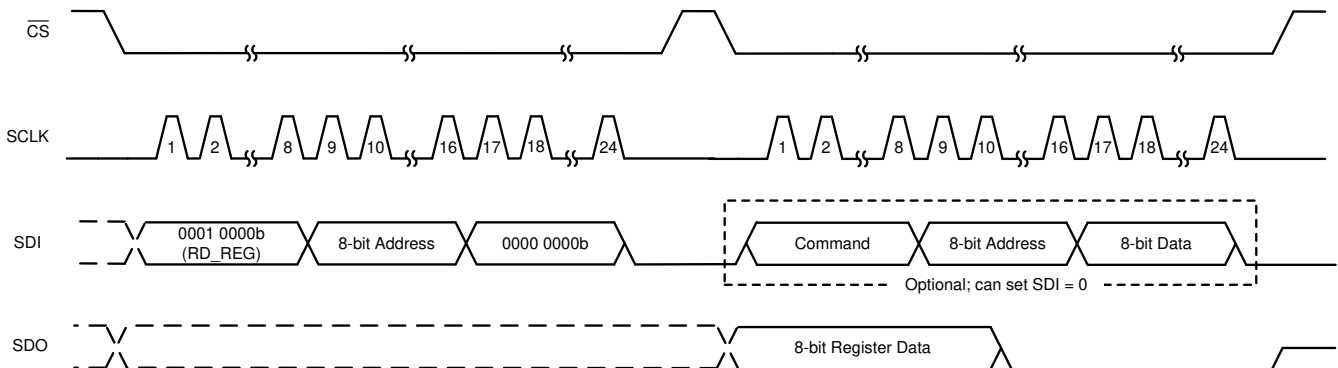 CS
SCLK
1 2 8 9 10 16 17 18 24 1 2 8 9 10 16 17 18 24
SDI
0001 0000b
(RD_REG)
8-bit Address
0000 0000b
Command
8-bit Address
8-bit Data
Optional; can set SDI = 0
SDO
8-bit Register Data